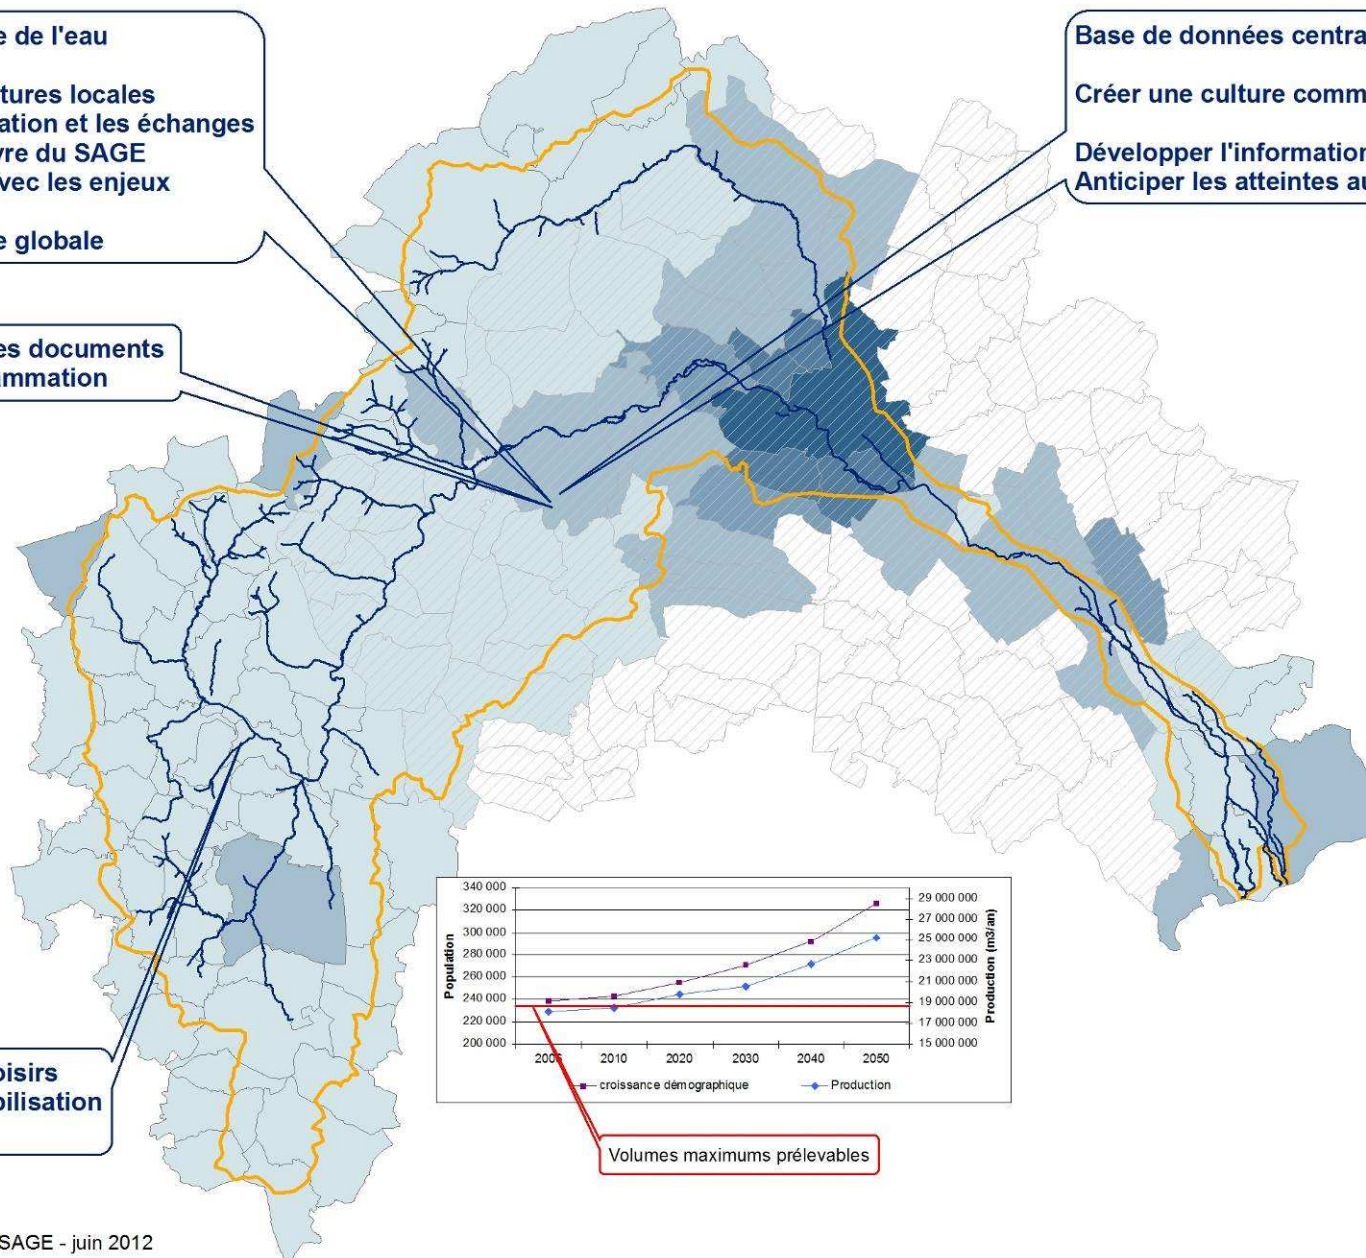 e de l'eau
tures locales
ation et les échanges
vre du SAGE
vec les enjeux
e globale
Base de données centra
Créer une culture comm
Développer l'information
Anticiper les atteintes au
es documents
ammation
340 000
320 000
300 000
280 000
260 000
240 000
220 000
200 000
Population
29 000 000
27 000 000
25 000 000
23 000 000
21 000 000
19 000 000
17 000 000
15 000 000
Production (m3/an)
2006 2010 2020 2030 2040 2050
croissance démographique Production
Volumes maximums prélevables
oisirs
bilisation
SAGE - juin 2012